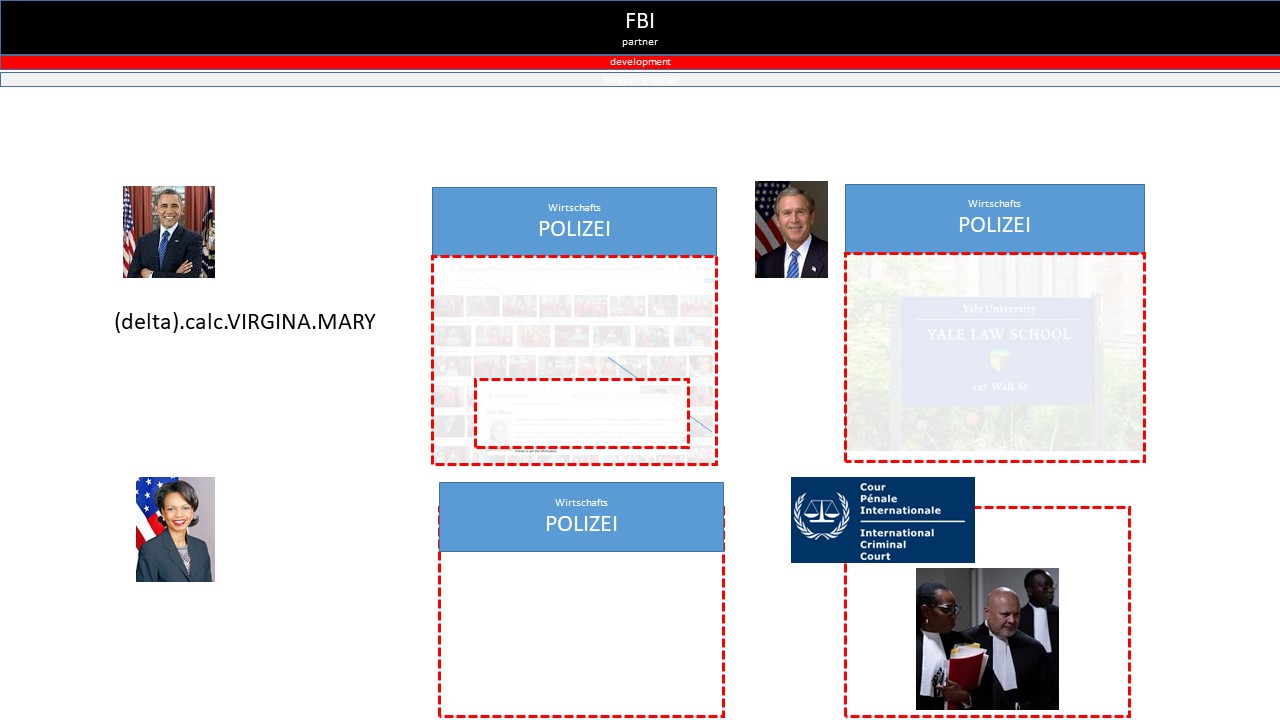 FBI
partner
development
Wirtschafts
POLIZEI
Wirtschafts
POLIZEI
(delta).calc.VIRGINA.MARY
Yale University
YALE LAW SCHOOL
127 Wall St
Wirtschafts
POLIZEI
Cour
Pénale
Internationale
International
Criminal
Court